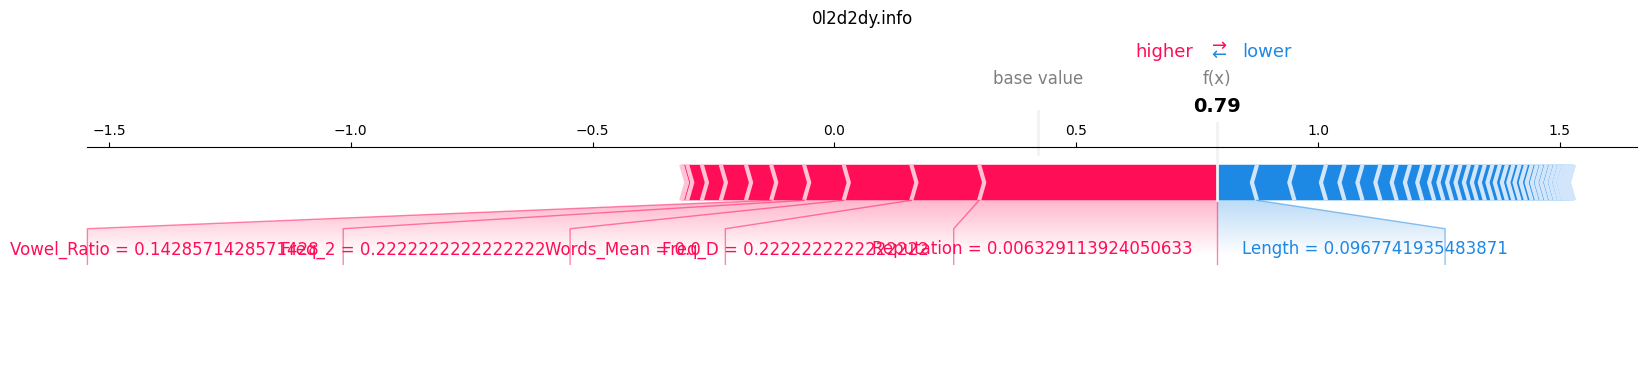 0l2d2dy.info
higher ⇄ lower
base value f(x)
0.79
−1.5 −1.0 −0.5 0.0 0.5 1.0 1.5
Vowel_Ratio = 0.1428571428571428 Freq_2 = 0.2222222222222222 Words_Mean = 0.0 Freq_D = 0.2222222222222222 Reputation = 0.006329113924050633 Length = 0.0967741935483871